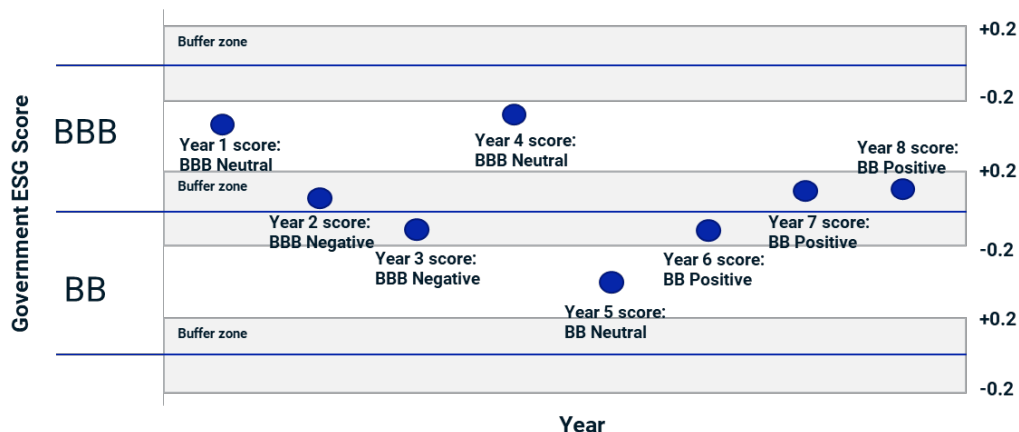 Government ESG Score
BBB
BB
Buffer zone
+0.2
-0.2
Year 1 score:
BBB Neutral
Year 4 score:
BBB Neutral
Year 8 score:
BB Positive
Buffer zone
+0.2
Year 2 score:
BBB Negative
Year 7 score:
BB Positive
-0.2
Year 3 score:
BBB Negative
Year 6 score:
BB Positive
Year 5 score:
BB Neutral
Buffer zone
+0.2
-0.2
Year